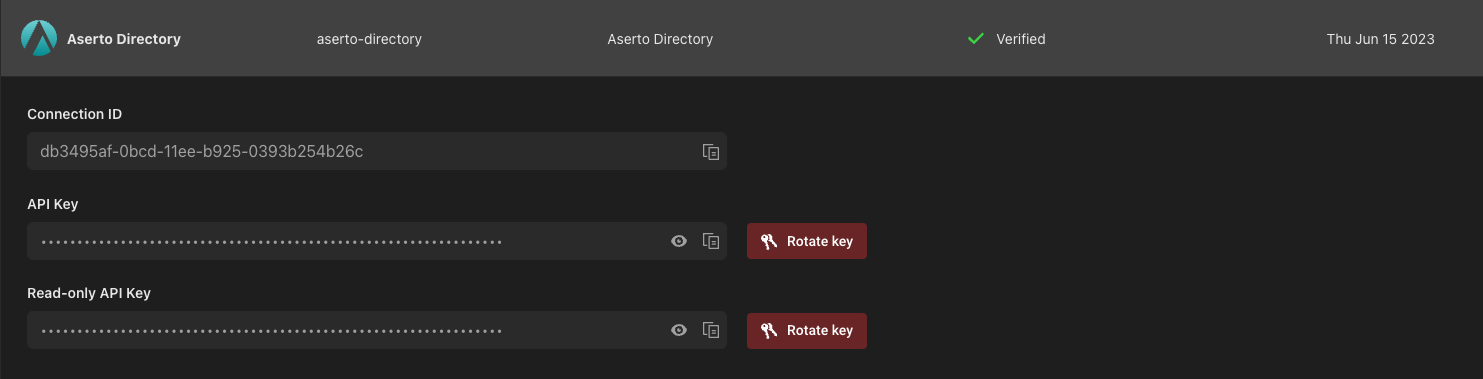 Aserto Directory aserto-directory Aserto Directory Verified Thu Jun 15 2023
Connection ID
db3495af-0bcd-11ee-b925-0393b254b26c
API Key
Rotate key
Read-only API Key
Rotate key